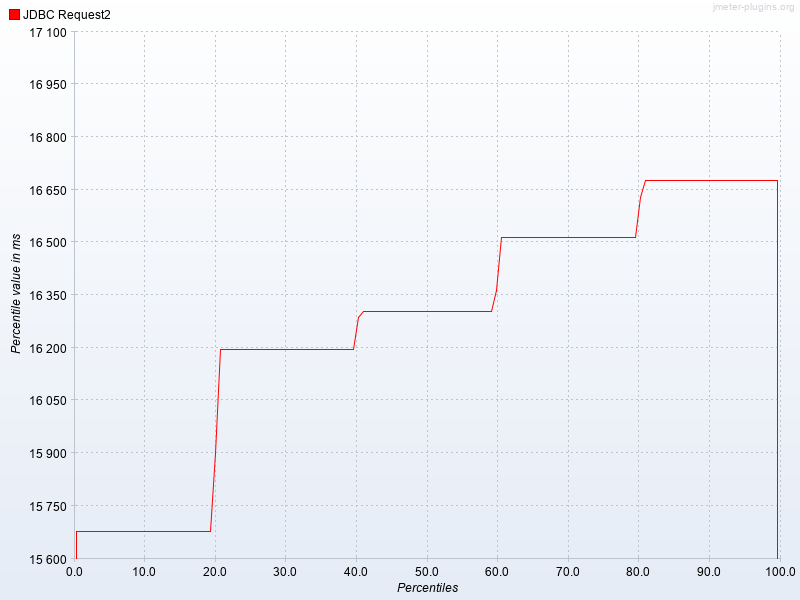 jmeter-plugins.org
JDBC Request2
17 100
16 950
16 800
16 650
16 500
16 350
16 200
16 050
15 900
15 750
15 600
Percentile value in ms
0.0 10.0 20.0 30.0 40.0 50.0 60.0 70.0 80.0 90.0 100.0
Percentiles